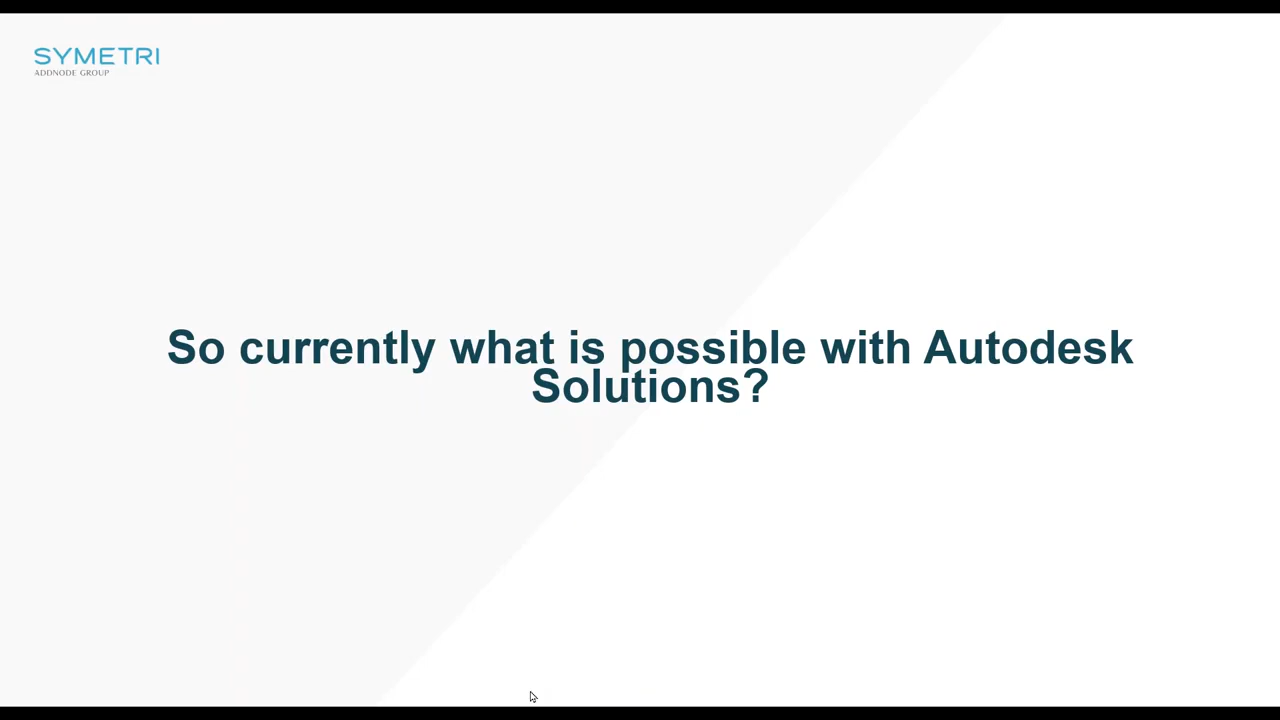 SYMETRI
ADDNODE GROUP
So currently what is possible with Autodesk
Solutions?